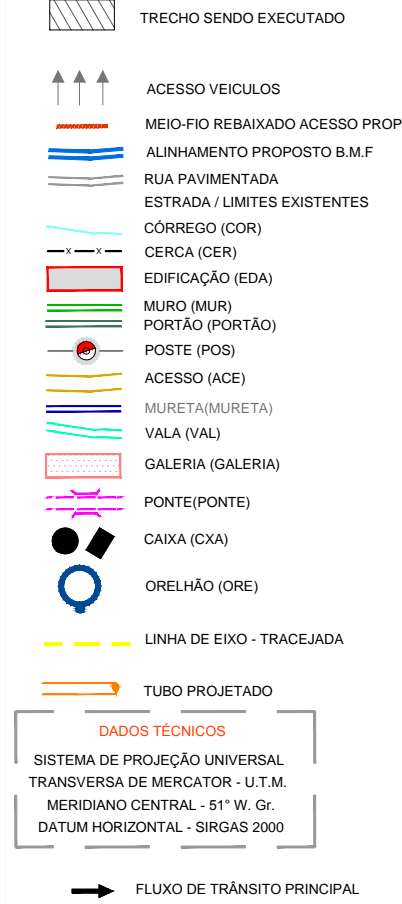 TRECHO SENDO EXECUTADO
ACESSO VEICULOS
MEIO-FIO REBAIXADO ACESSO PROP
ALINHAMENTO PROPOSTO B.M.F
RUA PAVIMENTADA
ESTRADA / LIMITES EXISTENTES
CÓRREGO (COR)
x x CERCA (CER)
EDIFICAÇÃO (EDA)
MURO (MUR)
PORTÃO (PORTÃO)
POSTE (POS)
ACESSO (ACE)
MURETA(MURETA)
VALA (VAL)
GALERIA (GALERIA)
PONTE(PONTE)
CAIXA (CXA)
ORELHÃO (ORE)
LINHA DE EIXO - TRACEJADA
TUBO PROJETADO
DADOS TÉCNICOS
SISTEMA DE PROJEÇÃO UNIVERSAL
TRANSVERSA DE MERCATOR - U.T.M.
MERIDIANO CENTRAL - 51° W. Gr.
DATUM HORIZONTAL - SIRGAS 2000
FLUXO DE TRÂNSITO PRINCIPAL